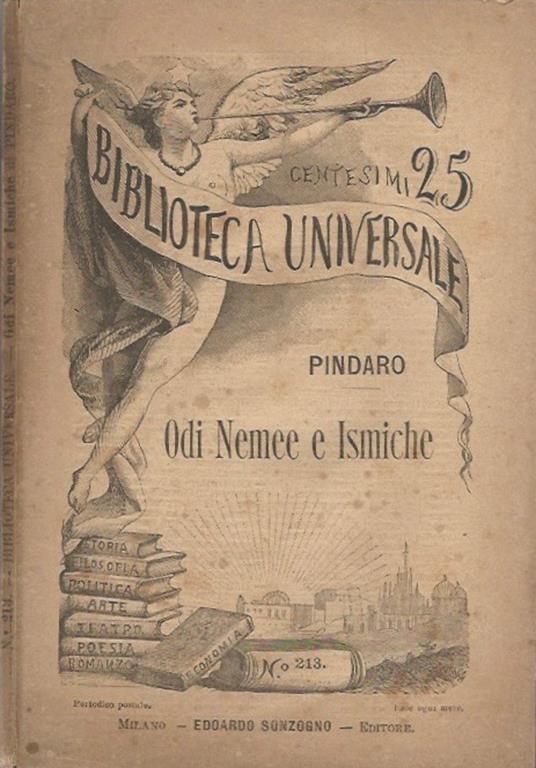 CENTESIMI 25
BIBLIOTECA UNIVERSALE
PINDARO
Odi Nemee e Ismiche
STORIA
FILOSOFIA
POLITICA
ARTE
TEATRO
POESIA
ROMANZO
ECONOMIA
N.o 213.
Periodico postale.
Esce ogni mese.
MILANO — EDOARDO SONZOGNO — EDITORE.
N.o 213. — BIBLIOTECA UNIVERSALE. — Odi Nemee e Ismiche di PINDARO